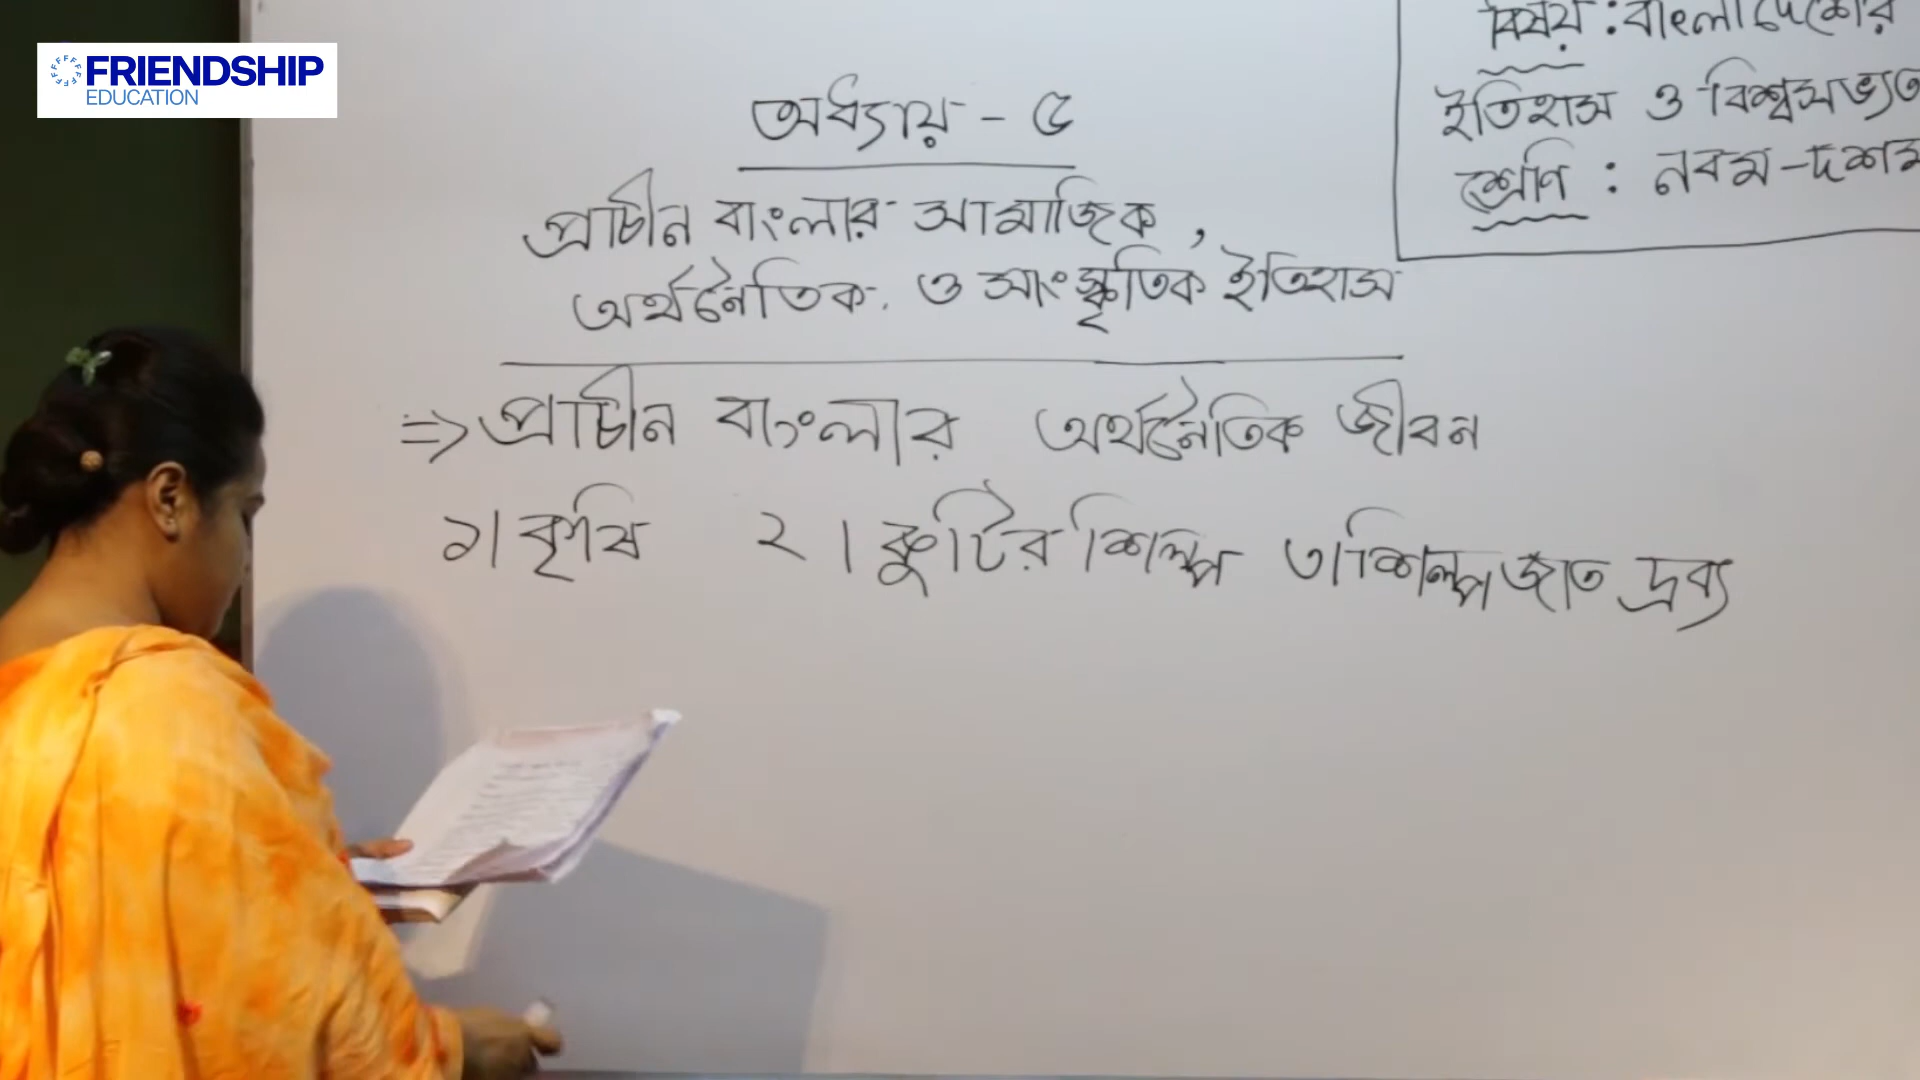 FRIENDSHIP
EDUCATION
বিষয় : বাংলাদেশের
ইতিহাস ও বিশ্বসভ্যতা
শ্রেণি : নবম-দশম
অধ্যায় - ৫
প্রাচীন বাংলার সামাজিক,
অর্থনৈতিক ও সাংস্কৃতিক ইতিহাস
⇒ প্রাচীন বাংলার অর্থনৈতিক জীবন
১। কৃষি ২। কুটির শিল্প ৩। শিল্পজাত দ্রব্য